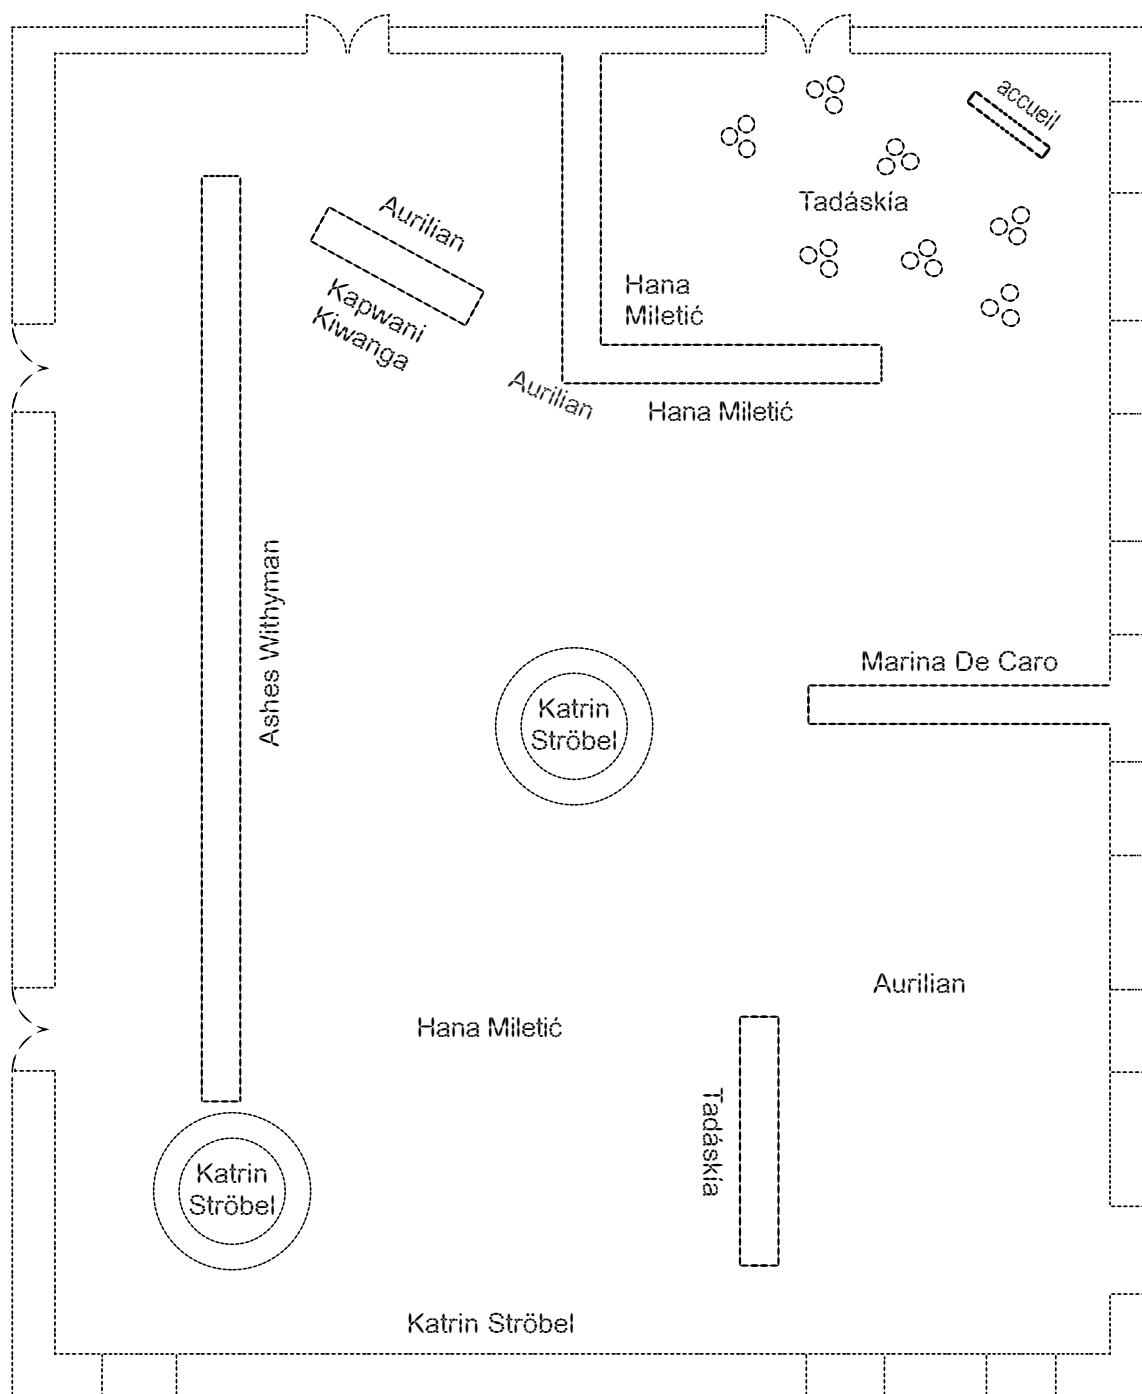 accueil
Tadáskía
Aurilian
Kapwani
Kiwanga
Hana
Miletić
Aurilian
Hana Miletić
Ashes Withyman
Marina De Caro
Katrin
Ströbel
Aurilian
Hana Miletić
Tadáskía
Katrin
Ströbel
Katrin Ströbel